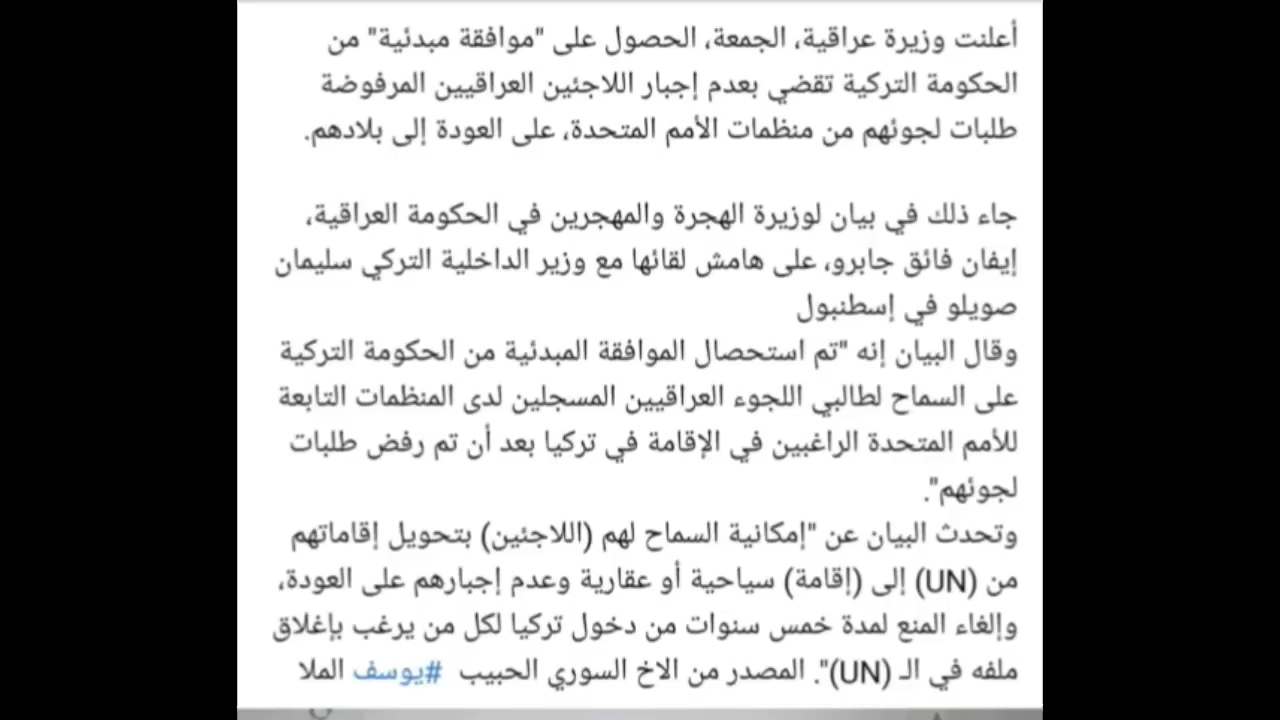 أعلنت وزيرة عراقية، الجمعة، الحصول على "موافقة مبدئية" من
الحكومة التركية تقضي بعدم إجبار اللاجئين العراقيين المرفوضة
طلبات لجوئهم من منظمات الأمم المتحدة، على العودة إلى بلادهم.
جاء ذلك في بيان لوزيرة الهجرة والمهجرين في الحكومة العراقية،
إيفان فائق جابرو، على هامش لقائها مع وزير الداخلية التركي سليمان
صويلو في إسطنبول
وقال البيان إنه "تم استحصال الموافقة المبدئية من الحكومة التركية
على السماح لطالبي اللجوء العراقيين المسجلين لدى المنظمات التابعة
للأمم المتحدة الراغبين في الإقامة في تركيا بعد أن تم رفض طلبات
لجوئهم".
وتحدث البيان عن "إمكانية السماح لهم (اللاجئين) بتحويل إقاماتهم
من (UN) إلى (إقامة) سياحية أو عقارية وعدم إجبارهم على العودة،
وإلغاء المنع لمدة خمس سنوات من دخول تركيا لكل من يرغب بإغلاق
ملفه في الـ (UN)". المصدر من الاخ السوري الحبيب #يوسف الملا